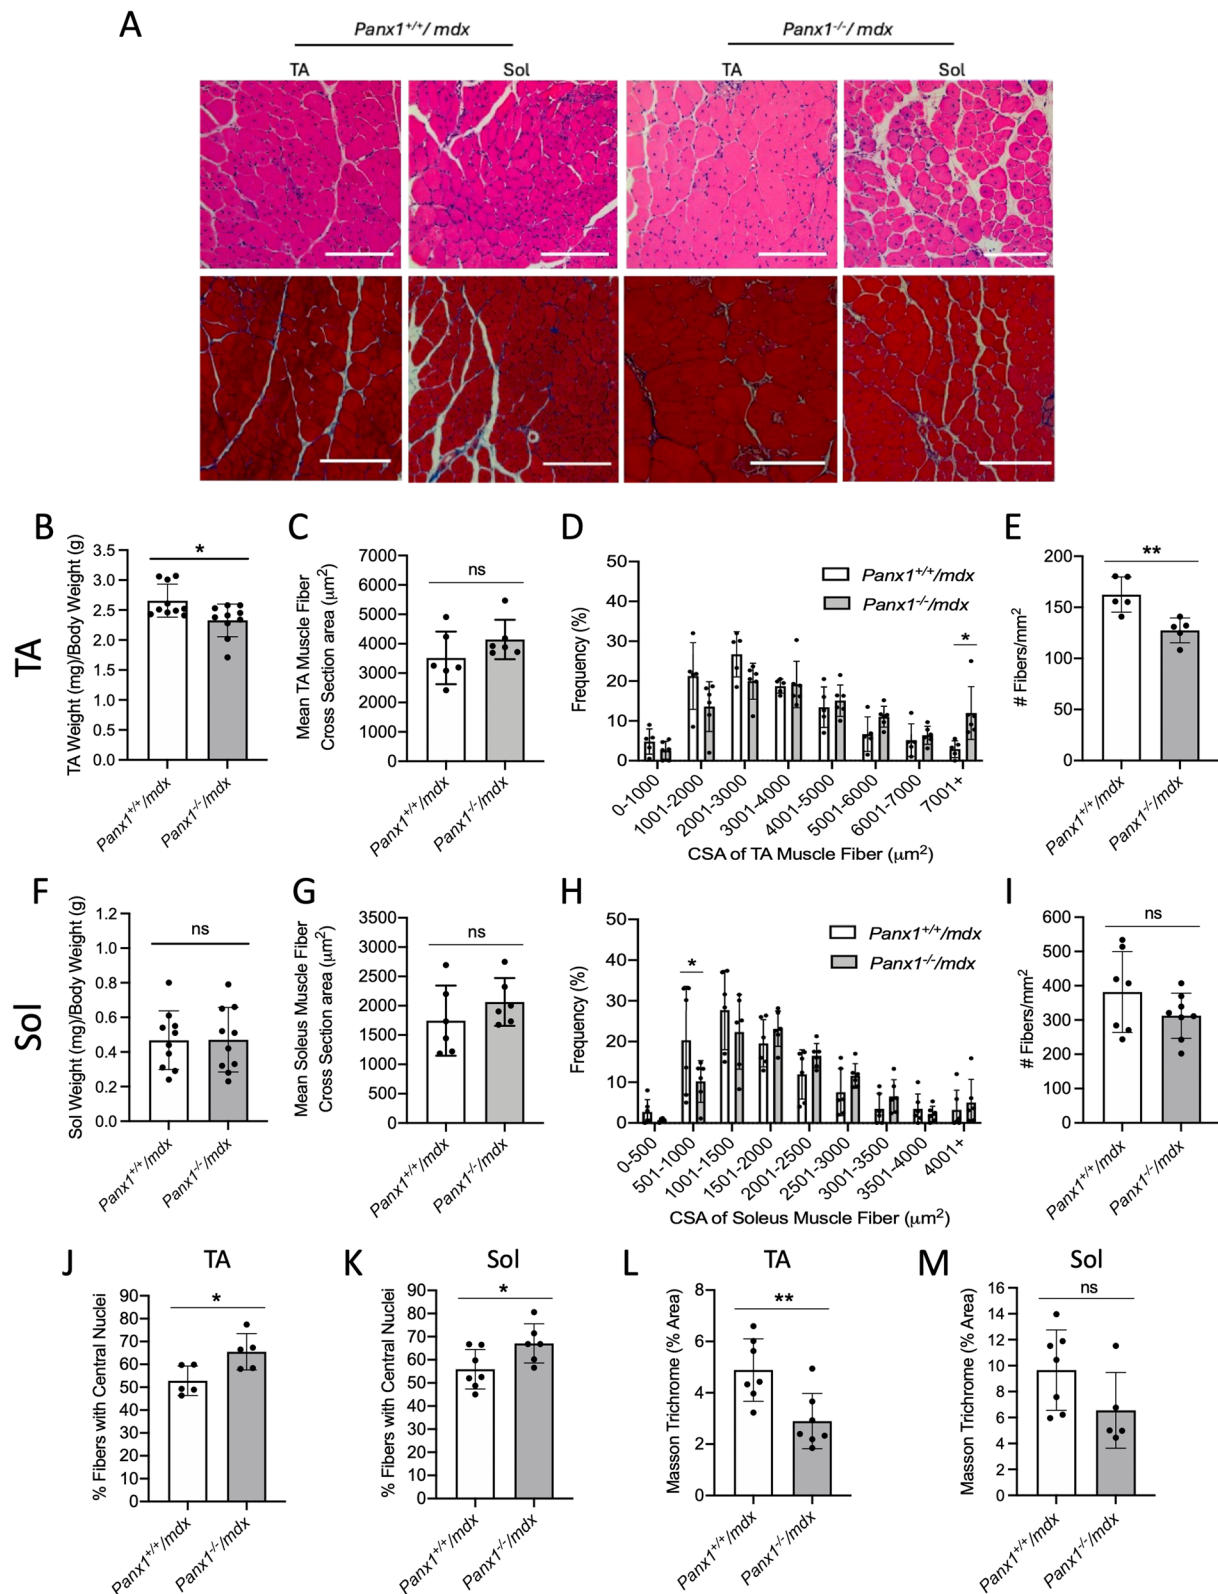 A
Panx1+/+/mdx
Panx1-/-/mdx
TA
Sol
TA
Sol
TA
B
TA Weight (mg)/Body Weight (g)
3.5
3.0
2.5
2.0
1.5
1.0
0.5
0.0
*
Panx1+/+/mdx
Panx1-/-/mdx
C
Mean TA Muscle Fiber
Cross Section area (μm2)
7000
6000
5000
4000
3000
2000
1000
0
ns
Panx1+/+/mdx
Panx1-/-/mdx
D
Frequency (%)
50
40
30
20
10
0
Panx1+/+/mdx
Panx1-/-/mdx
*
0-1000
1001-2000
2001-3000
3001-4000
4001-5000
5001-6000
6001-7000
7001+
CSA of TA Muscle Fiber (μm2)
E
# Fibers/mm2
200
150
100
50
0
**
Panx1+/+/mdx
Panx1-/-/mdx
Sol
F
Sol Weight (mg)/Body Weight (g)
1.2
1.0
0.8
0.6
0.4
0.2
0.0
ns
Panx1+/+/mdx
Panx1-/-/mdx
G
Mean Soleus Muscle Fiber
Cross Section area (μm2)
3500
3000
2500
2000
1500
1000
500
0
ns
Panx1+/+/mdx
Panx1-/-/mdx
H
Frequency (%)
50
40
30
20
10
0
Panx1+/+/mdx
Panx1-/-/mdx
*
0-500
501-1000
1001-1500
1501-2000
2001-2500
2501-3000
3001-3500
3501-4000
4001+
CSA of Soleus Muscle Fiber (μm2)
I
# Fibers/mm2
600
500
400
300
200
100
0
ns
Panx1+/+/mdx
Panx1-/-/mdx
J
TA
% Fibers with Central Nuclei
90
80
70
60
50
40
30
20
10
0
*
Panx1+/+/mdx
Panx1-/-/mdx
K
Sol
% Fibers with Central Nuclei
90
80
70
60
50
40
30
20
10
0
*
Panx1+/+/mdx
Panx1-/-/mdx
L
TA
Masson Trichrome (% Area)
8
6
4
2
0
**
Panx1+/+/mdx
Panx1-/-/mdx
M
Sol
Masson Trichrome (% Area)
16
14
12
10
8
6
4
2
0
ns
Panx1+/+/mdx
Panx1-/-/mdx